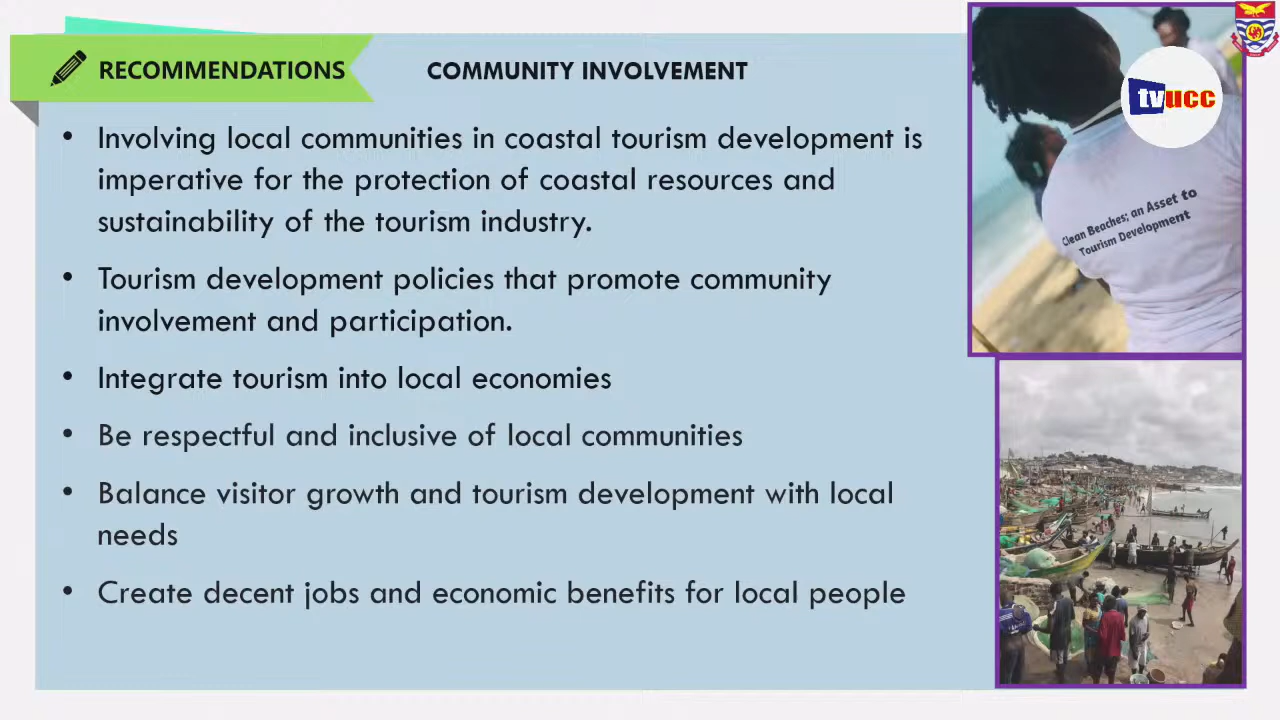 RECOMMENDATIONS
COMMUNITY INVOLVEMENT
• Involving local communities in coastal tourism development is
imperative for the protection of coastal resources and
sustainability of the tourism industry.
• Tourism development policies that promote community
involvement and participation.
• Integrate tourism into local economies
• Be respectful and inclusive of local communities
• Balance visitor growth and tourism development with local
needs
• Create decent jobs and economic benefits for local people
tvucc
Clean Beaches; an Asset to
Tourism Development